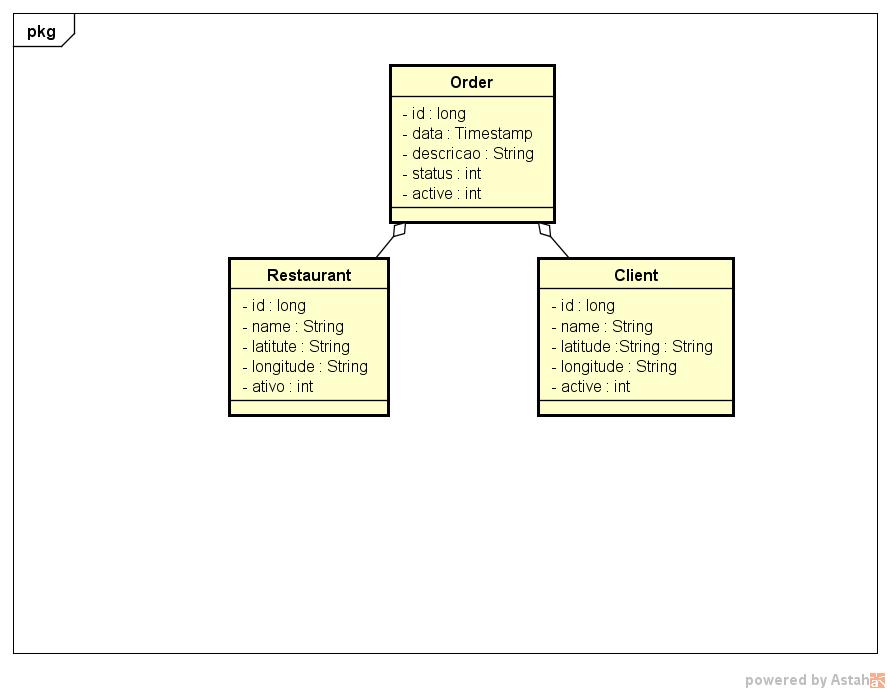 pkg
Order
- id : long
- data : Timestamp
- descricao : String
- status : int
- active : int
Restaurant
- id : long
- name : String
- latitute : String
- longitude : String
- ativo : int
Client
- id : long
- name : String
- latitude :String : String
- longitude : String
- active : int
powered by Astah